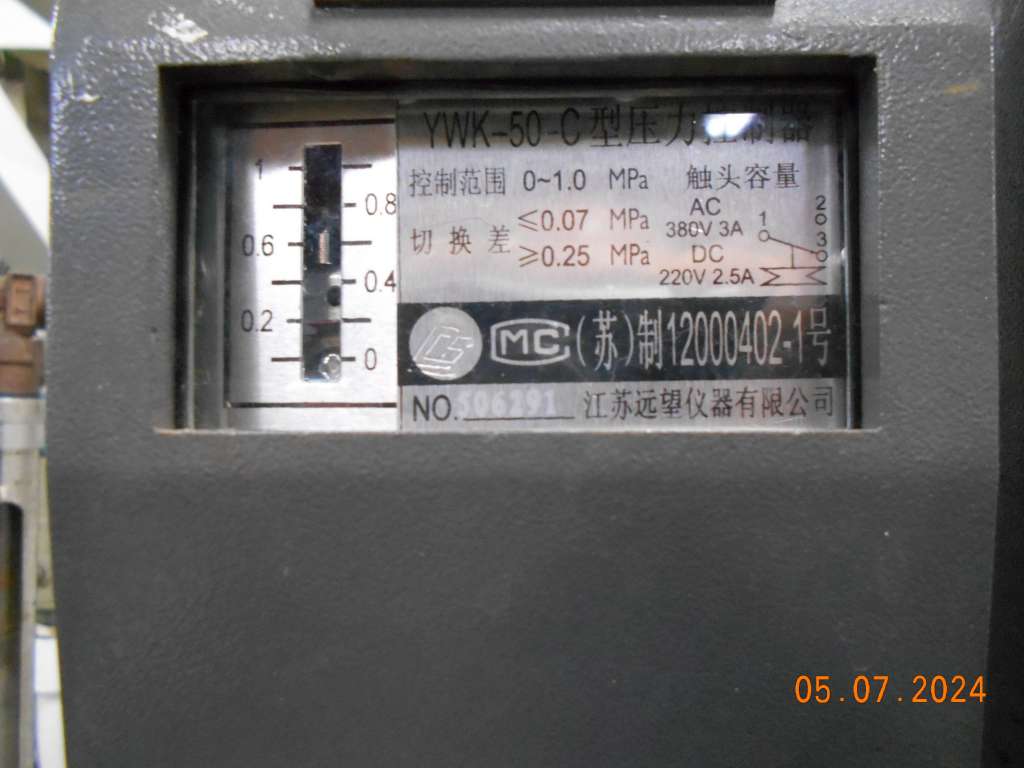 YWK-50-C型压力控制器
控制范围 0~1.0 MPa 触头容量
切换差 ≤0.07 MPa
≥0.25 MPa
AC
380V 3A
DC
220V 2.5A
1
2
3
1
0.8
0.6
0.4
0.2
0
MC (苏)制12000402-1号
NO.506291 江苏远望仪器有限公司
05.07.2024